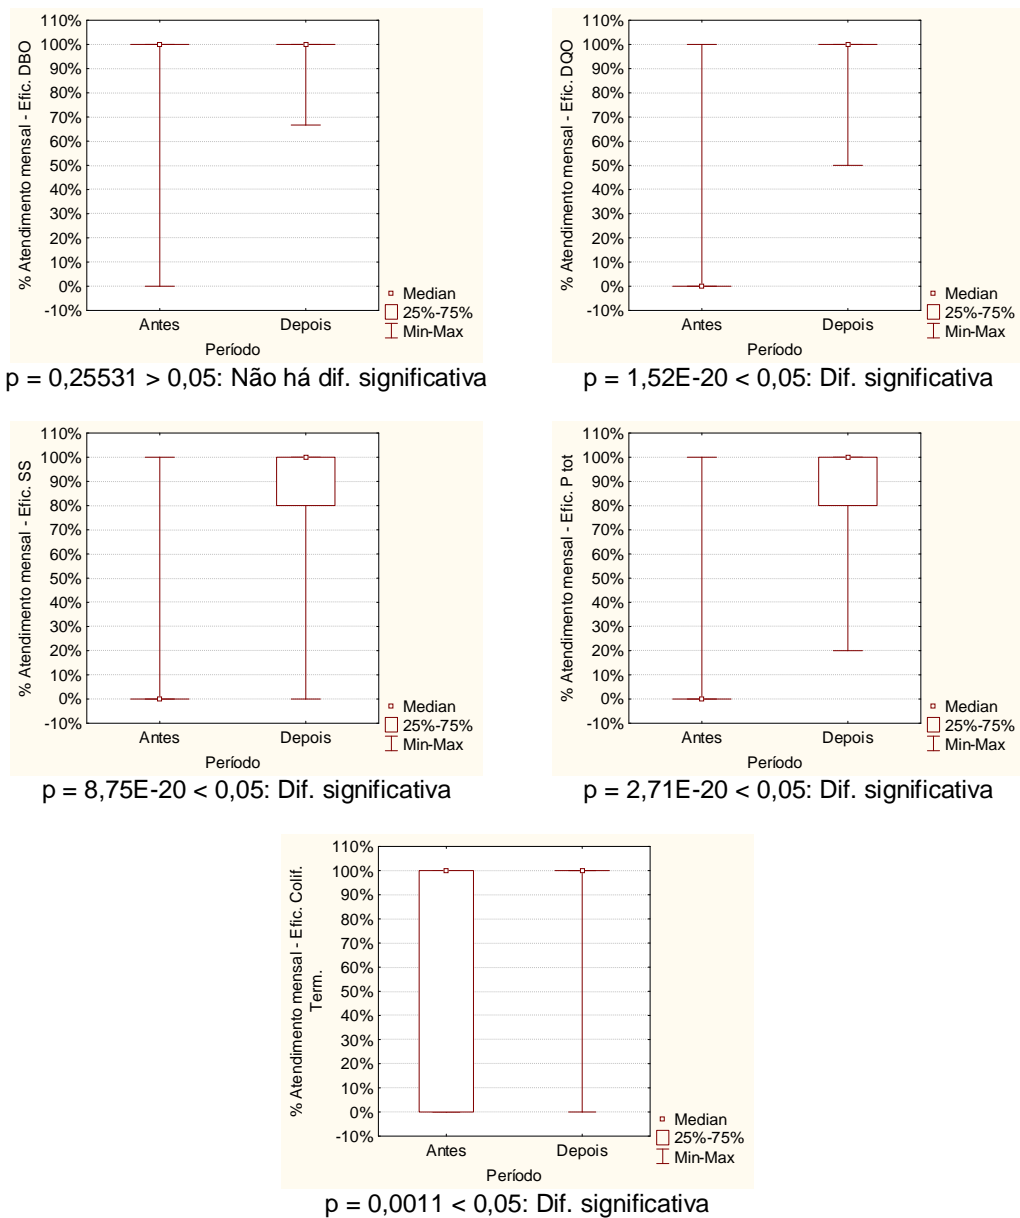 % Atendimento mensal - Efic. DBO
110%
100%
90%
80%
70%
60%
50%
40%
30%
20%
10%
0%
-10%
Antes
Depois
Período
Median
25%-75%
Min-Max
p = 0,25531 > 0,05: Não há dif. significativa
% Atendimento mensal - Efic. DQO
110%
100%
90%
80%
70%
60%
50%
40%
30%
20%
10%
0%
-10%
Antes
Depois
Período
Median
25%-75%
Min-Max
p = 1,52E-20 < 0,05: Dif. significativa
% Atendimento mensal - Efic. SS
110%
100%
90%
80%
70%
60%
50%
40%
30%
20%
10%
0%
-10%
Antes
Depois
Período
Median
25%-75%
Min-Max
p = 8,75E-20 < 0,05: Dif. significativa
% Atendimento mensal - Efic. P tot
110%
100%
90%
80%
70%
60%
50%
40%
30%
20%
10%
0%
-10%
Antes
Depois
Período
Median
25%-75%
Min-Max
p = 2,71E-20 < 0,05: Dif. significativa
% Atendimento mensal - Efic. Colif.
Term.
110%
100%
90%
80%
70%
60%
50%
40%
30%
20%
10%
0%
-10%
Antes
Depois
Período
Median
25%-75%
Min-Max
p = 0,0011 < 0,05: Dif. significativa